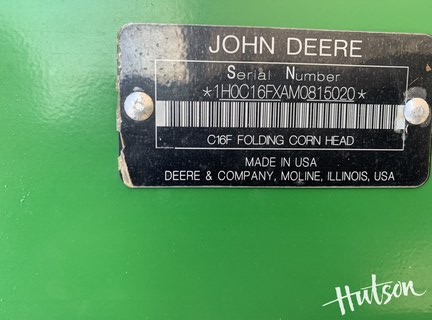 JOHN DEERE
Serial Number
*1H0C16FXAM0815020*
C16F FOLDING CORN HEAD
MADE IN USA
DEERE & COMPANY, MOLINE, ILLINOIS, USA
Hutson